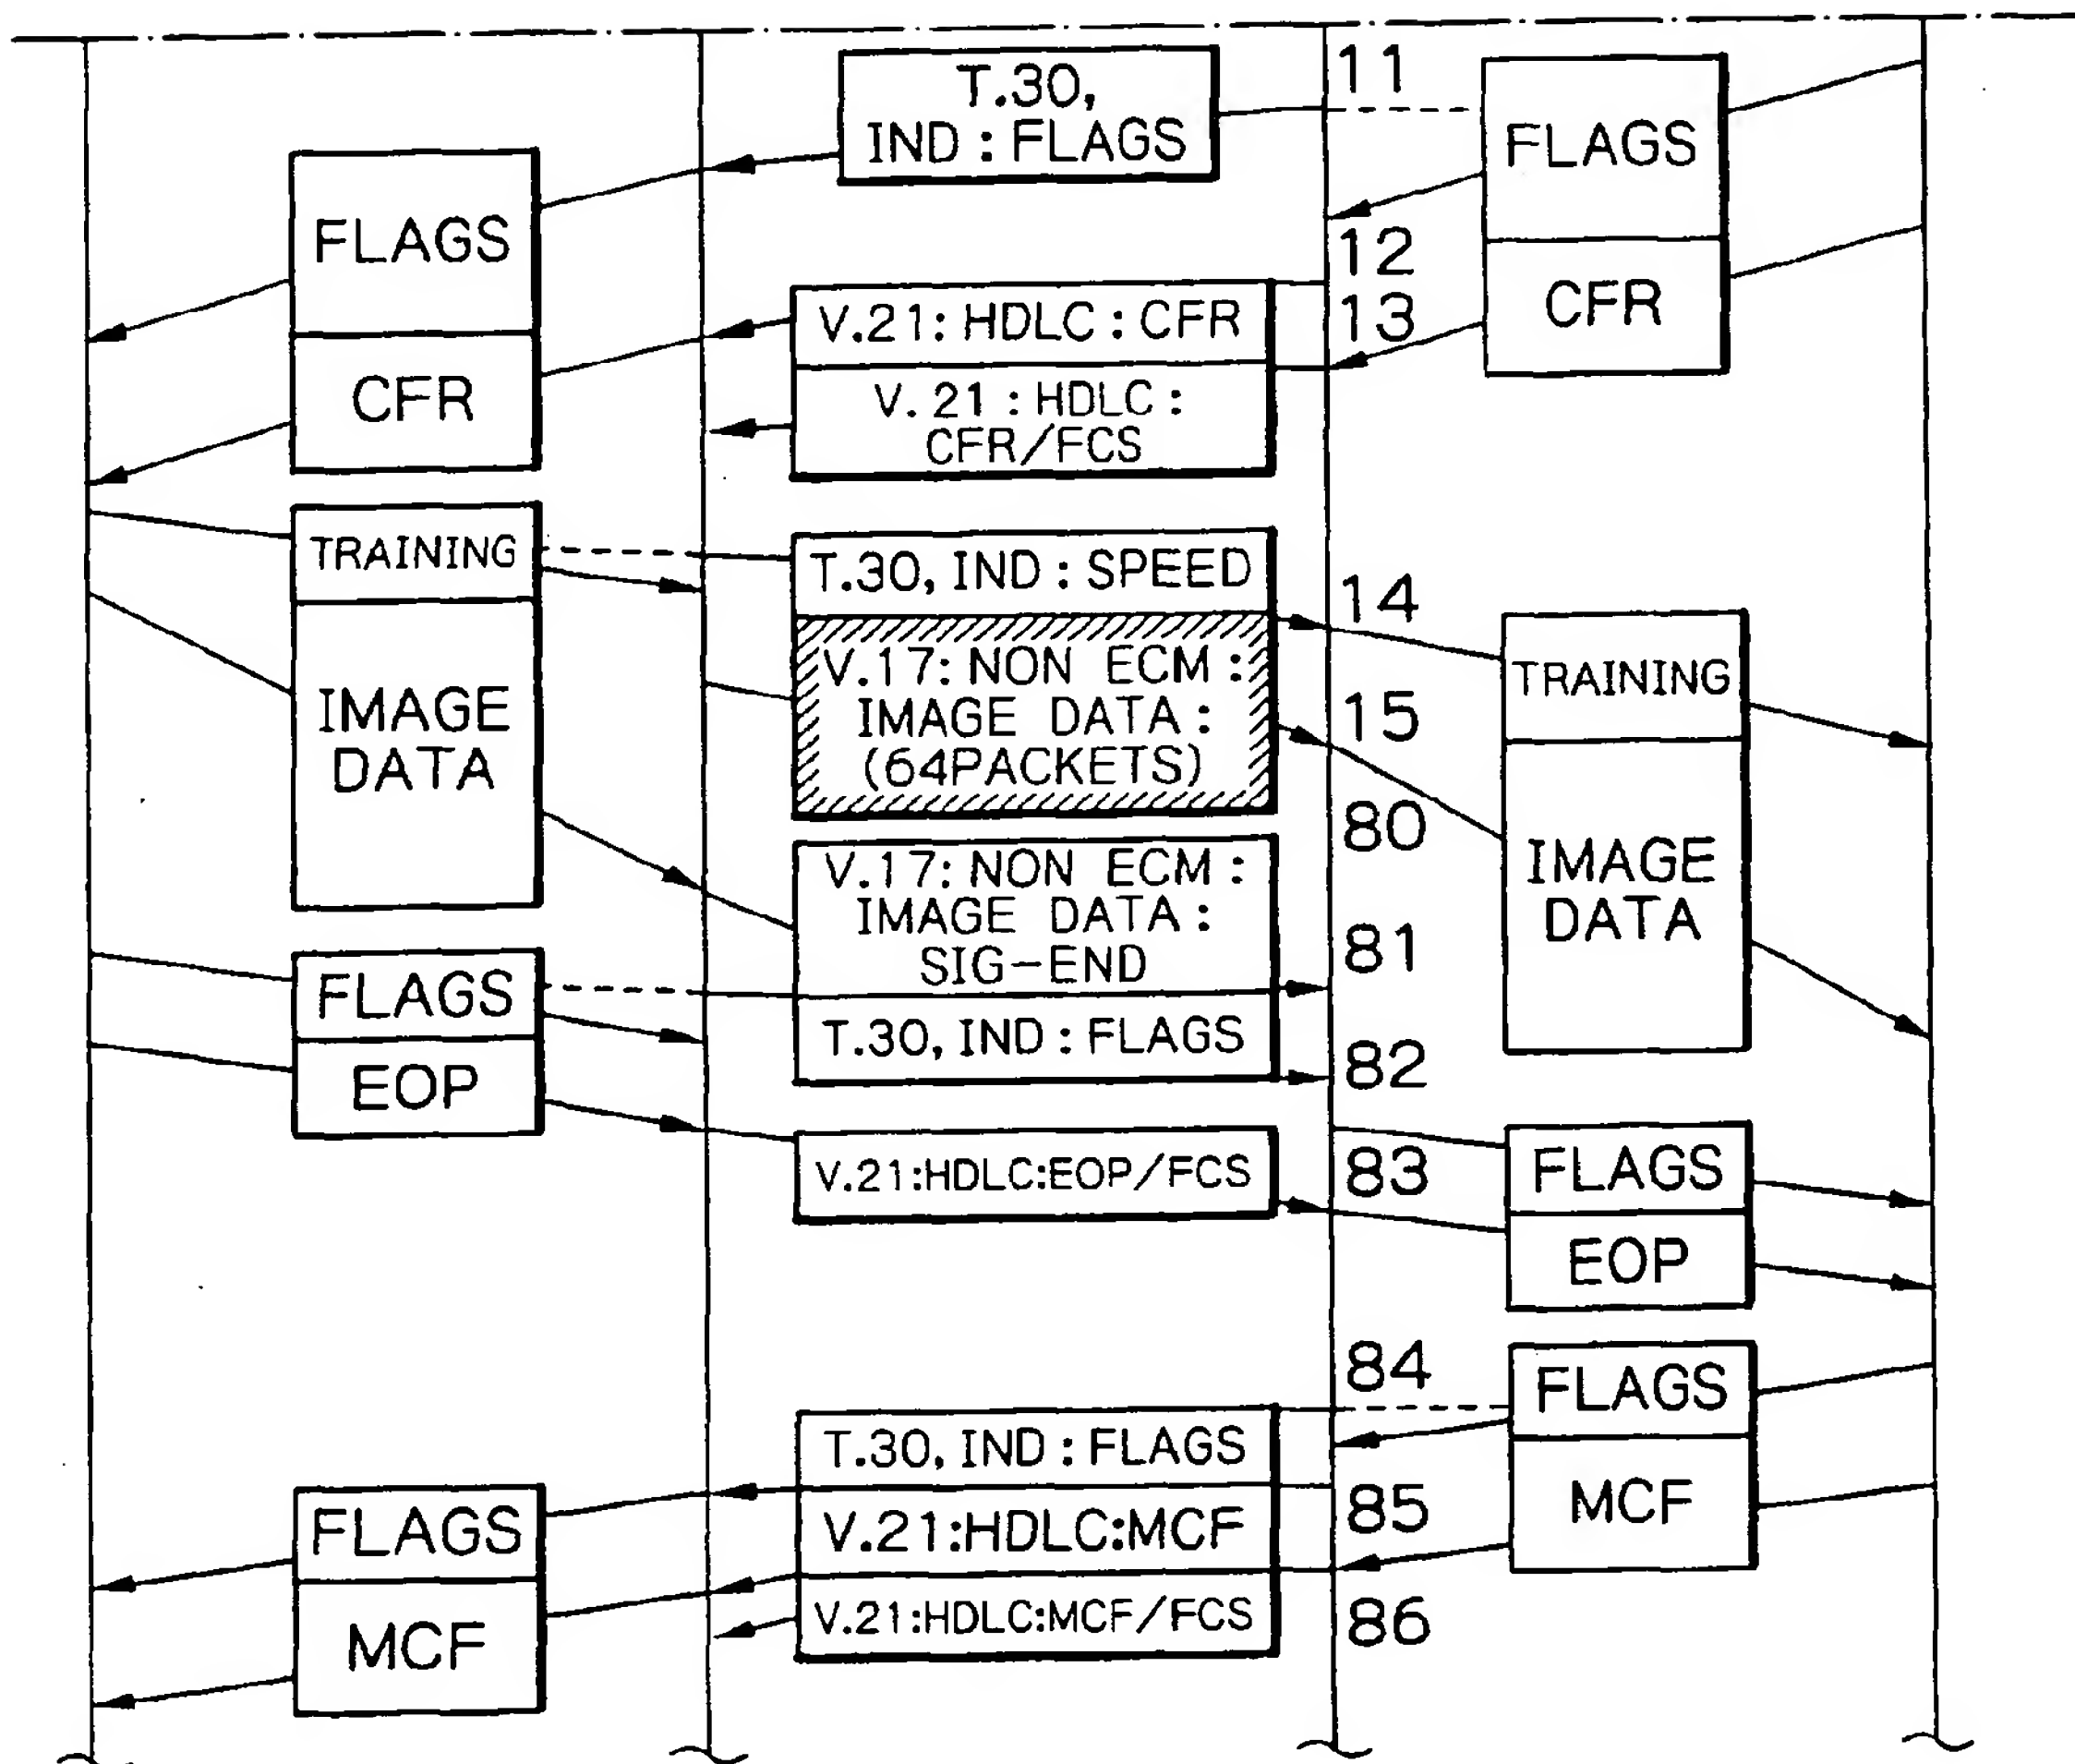 T.30,
IND : FLAGS
11
FLAGS
FLAGS
12
CFR
V.21: HDLC : CFR
13
CFR
V. 21 : HDLC :
CFR/FCS
TRAINING
T.30, IND : SPEED
14
IMAGE
DATA
V.17: NON ECM :
IMAGE DATA :
(64PACKETS)
TRAINING
15
80
V.17: NON ECM :
IMAGE DATA :
SIG-END
IMAGE
DATA
81
FLAGS
T.30, IND : FLAGS
82
EOP
V.21:HDLC:EOP/FCS
83
FLAGS
EOP
84
FLAGS
T.30, IND : FLAGS
FLAGS
V.21:HDLC:MCF
85
MCF
MCF
V.21:HDLC:MCF/FCS
86